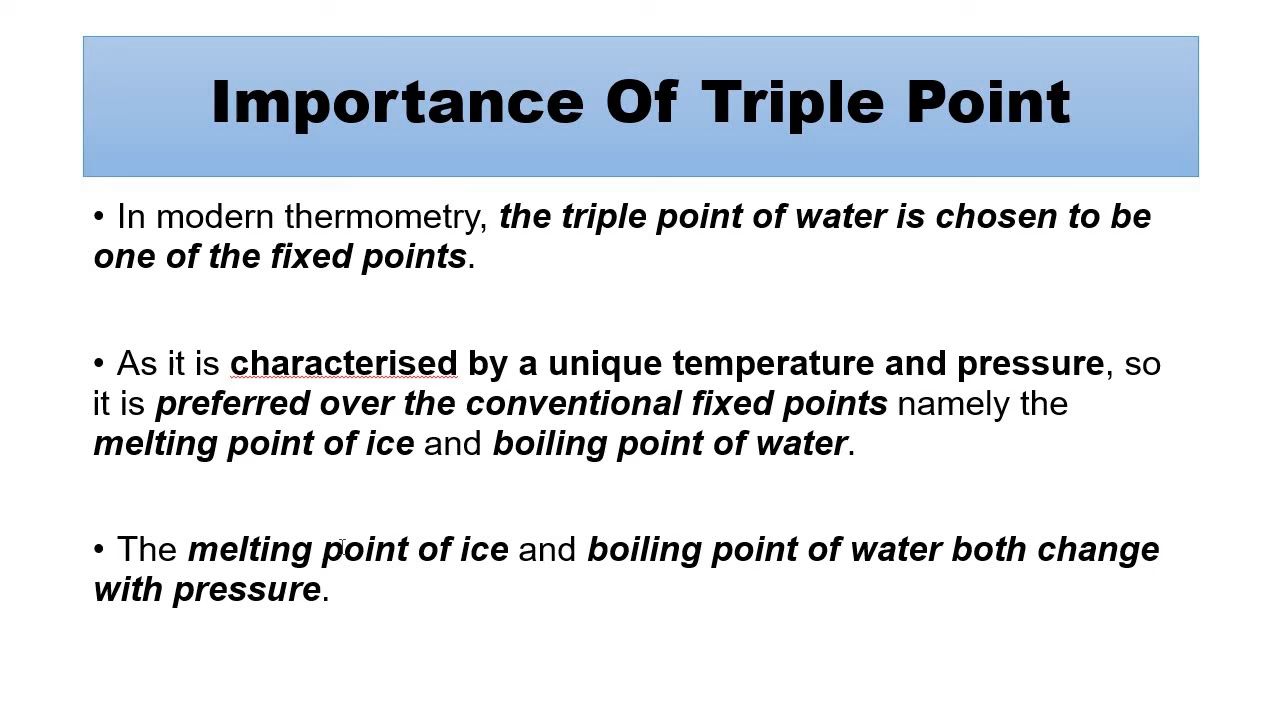 Importance Of Triple Point
• In modern thermometry, the triple point of water is chosen to be
one of the fixed points.
• As it is characterised by a unique temperature and pressure, so
it is preferred over the conventional fixed points namely the
melting point of ice and boiling point of water.
• The melting point of ice and boiling point of water both change
with pressure.